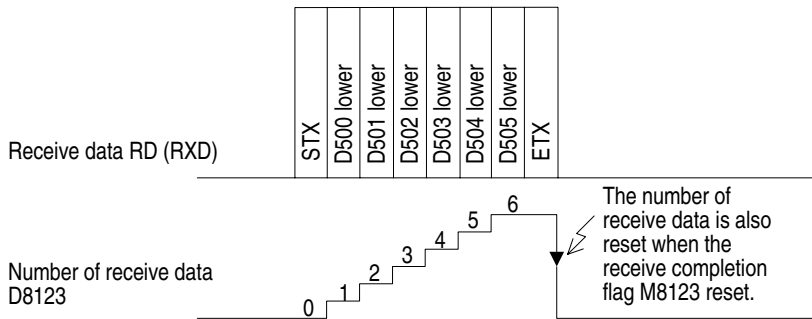 STX
D500 lower
D501 lower
D502 lower
D503 lower
D504 lower
D505 lower
ETX
Receive data RD (RXD)
0
1
2
3
4
5
6
The number of
receive data is also
reset when the
receive completion
flag M8123 reset.
Number of receive data
D8123